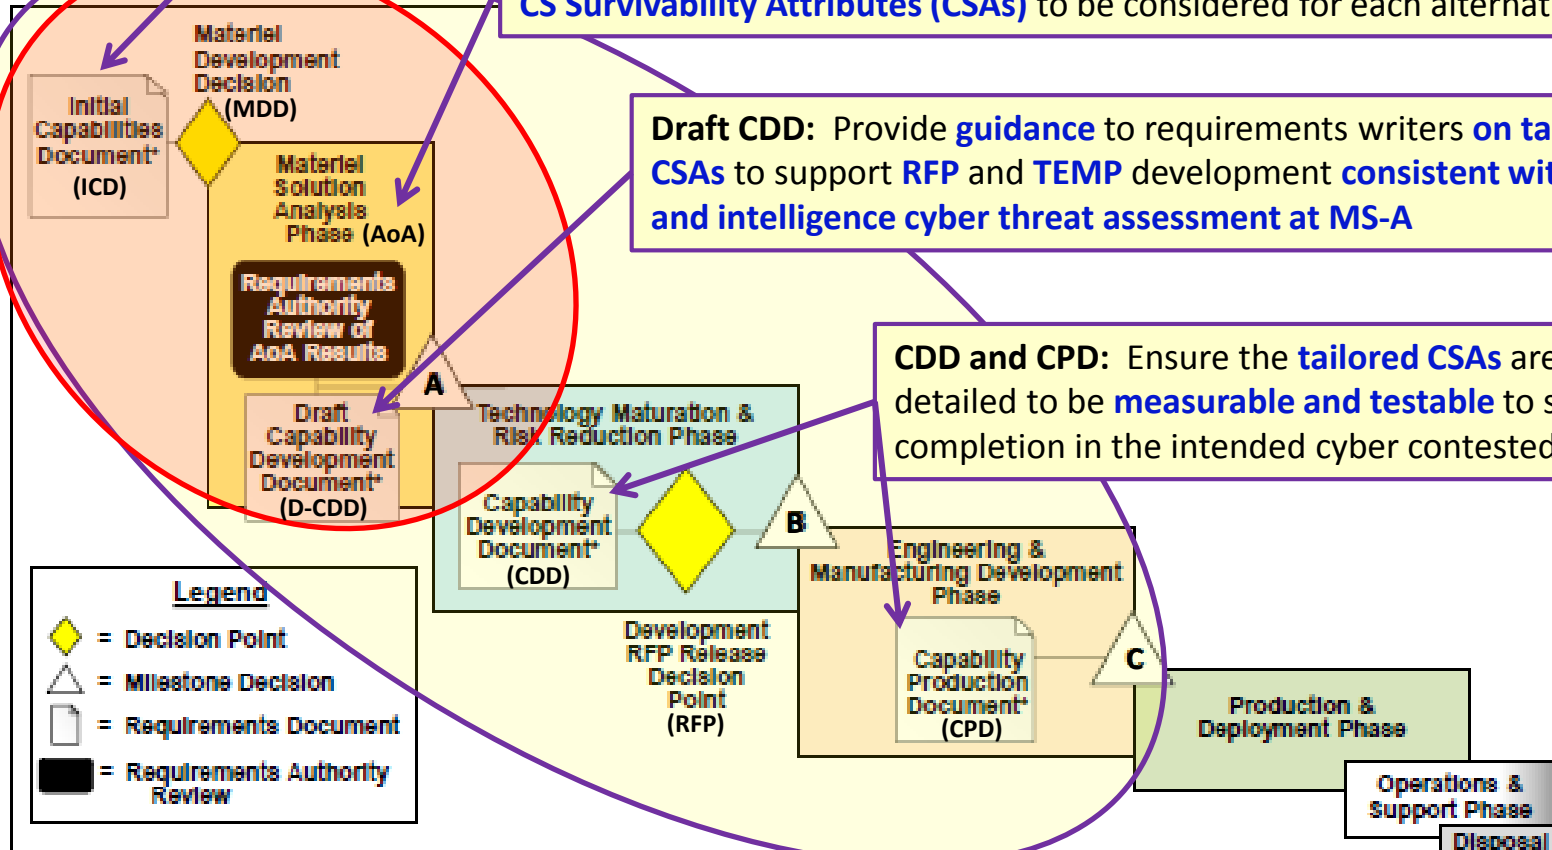 CS Survivability Attributes (CSAs) to be considered for each
Materiel
Development
Decision
(MDD)
Initial
Capabilities
Document*
(ICD)
Draft CDD: Provide guidance to requirements writers on
CSAs to support RFP and TEMP development consistent
and intelligence cyber threat assessment at MS-A
Materiel
Solution
Analysis
Phase (AoA)
Requirements
Authority
Review of
AoA Results
A
CDD and CPD: Ensure the tailored CSAs are
detailed to be measurable and testable to
completion in the intended cyber contested
Draft
Capability
Development
Document*
(D-CDD)
Technology Maturation &
Risk Reduction Phase
Capability
Development
Document*
(CDD)
B
Engineering &
Manufacturing Development
Phase
Legend
= Decision Point
= Milestone Decision
= Requirements Document
= Requirements Authority
Review
Development
RFP Release
Decision
Point
(RFP)
Capability
Production
Document*
(CPD)
C
Production &
Deployment Phase
Operations &
Support Phase
Disposal